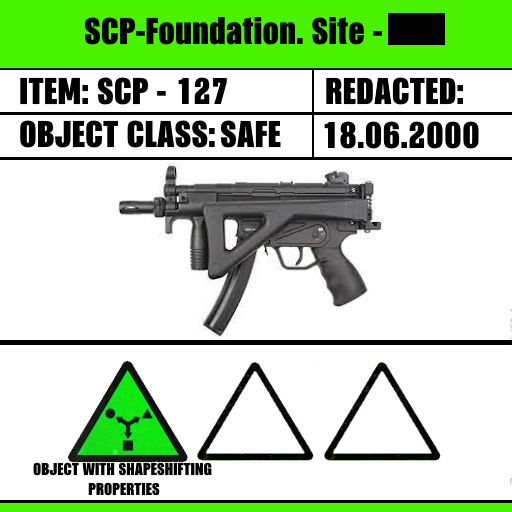 SCP-Foundation. Site -
ITEM: SCP - 127
REDACTED:
OBJECT CLASS: SAFE
18.06.2000
OBJECT WITH SHAPESHIFTING
PROPERTIES